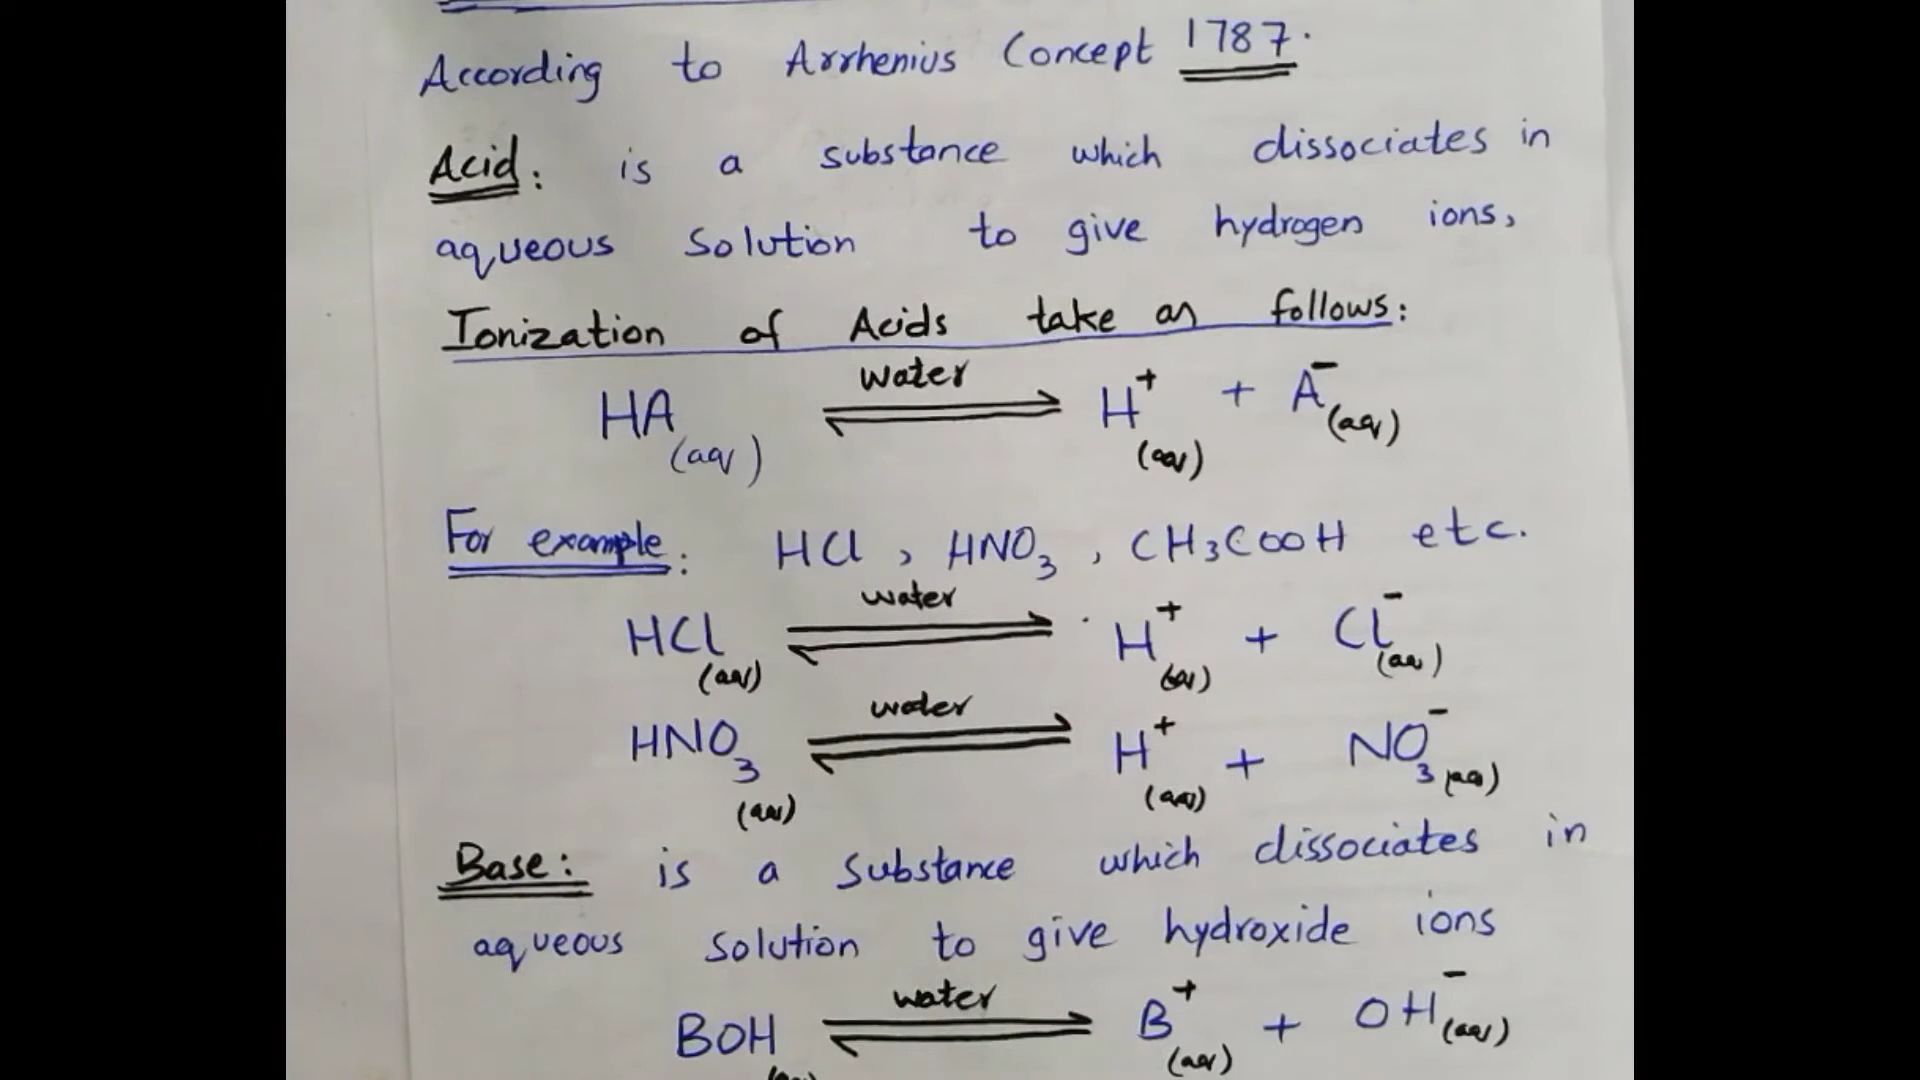 According to Arrhenius Concept 1787.
Acid: is a substance which dissociates in
aqueous solution to give hydrogen ions,
Ionization of Acids take as follows:
water
HA(aq) ⇌ H⁺(aq) + A⁻(aq)
For example: HCl, HNO₃, CH₃COOH etc.
water
HCl(aq) ⇌ H⁺(aq) + Cl⁻(aq)
water
HNO₃(aq) ⇌ H⁺(aq) + NO₃⁻(aq)
Base: is a substance which dissociates in
aqueous solution to give hydroxide ions
water
BOH(aq) ⇌ B⁺(aq) + OH⁻(aq)